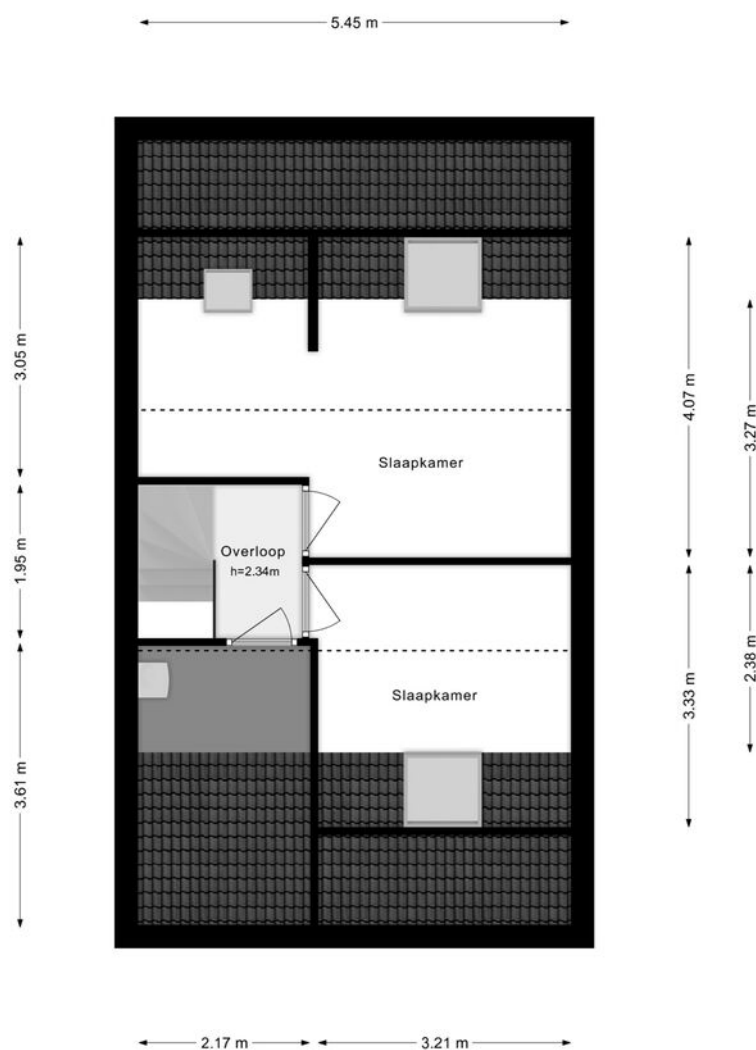 5.45 m
3.05 m
4.07 m
3.27 m
Slaapkamer
1.95 m
Overloop
h=2.34m
2.38 m
3.33 m
Slaapkamer
3.61 m
2.17 m
3.21 m